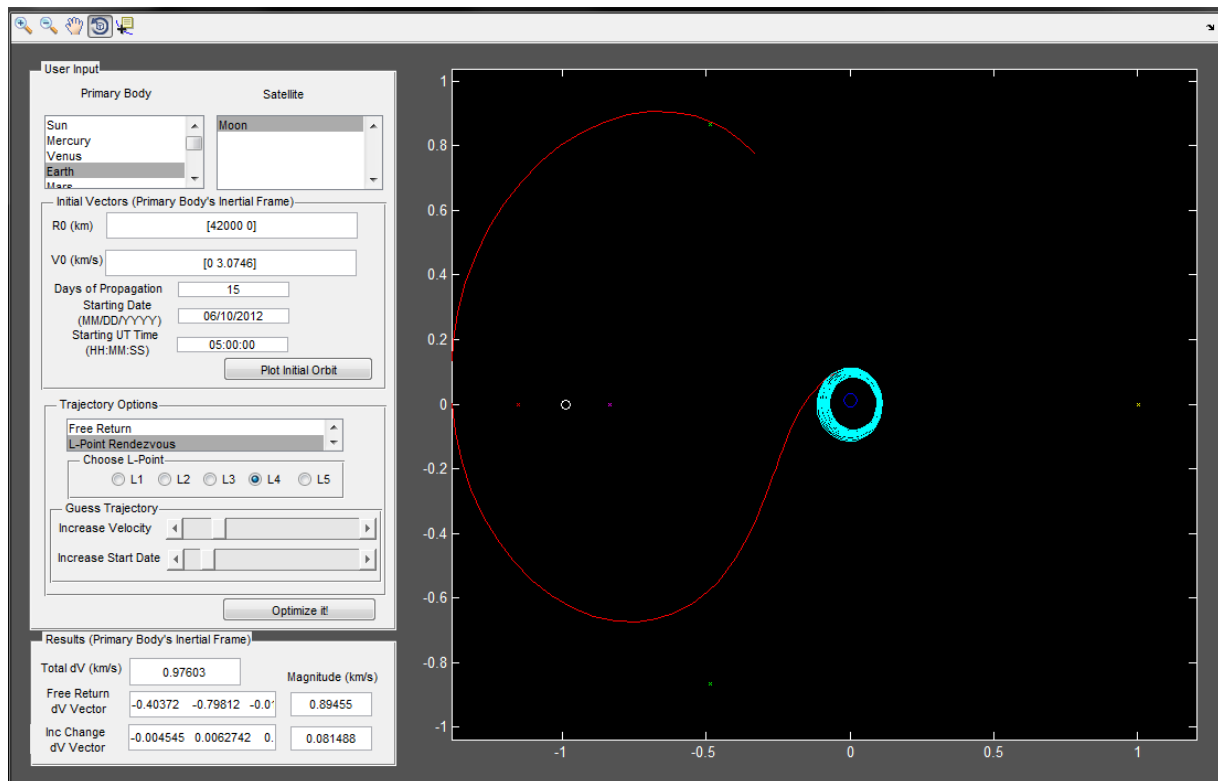 User Input
Primary Body Satellite
Sun
Mercury
Venus
Earth
Mars
Moon
Initial Vectors (Primary Body's Inertial Frame)
R0 (km) [42000 0]
V0 (km/s) [0 3.0746]
Days of Propagation 15
Starting Date
(MM/DD/YYYY) 06/10/2012
Starting UT Time
(HH:MM:SS) 05:00:00
Plot Initial Orbit
Trajectory Options
Free Return
L-Point Rendezvous
Choose L-Point
L1 L2 L3 L4 L5
Guess Trajectory
Increase Velocity
Increase Start Date
Optimize it!
Results (Primary Body's Inertial Frame)
Total dV (km/s) 0.97603 Magnitude (km/s)
Free Return
dV Vector -0.40372 -0.79812 -0.0 0.89455
Inc Change
dV Vector -0.004545 0.0062742 0. 0.081488
1
0.8
0.6
0.4
0.2
0
-0.2
-0.4
-0.6
-0.8
-1
-1 -0.5 0 0.5 1